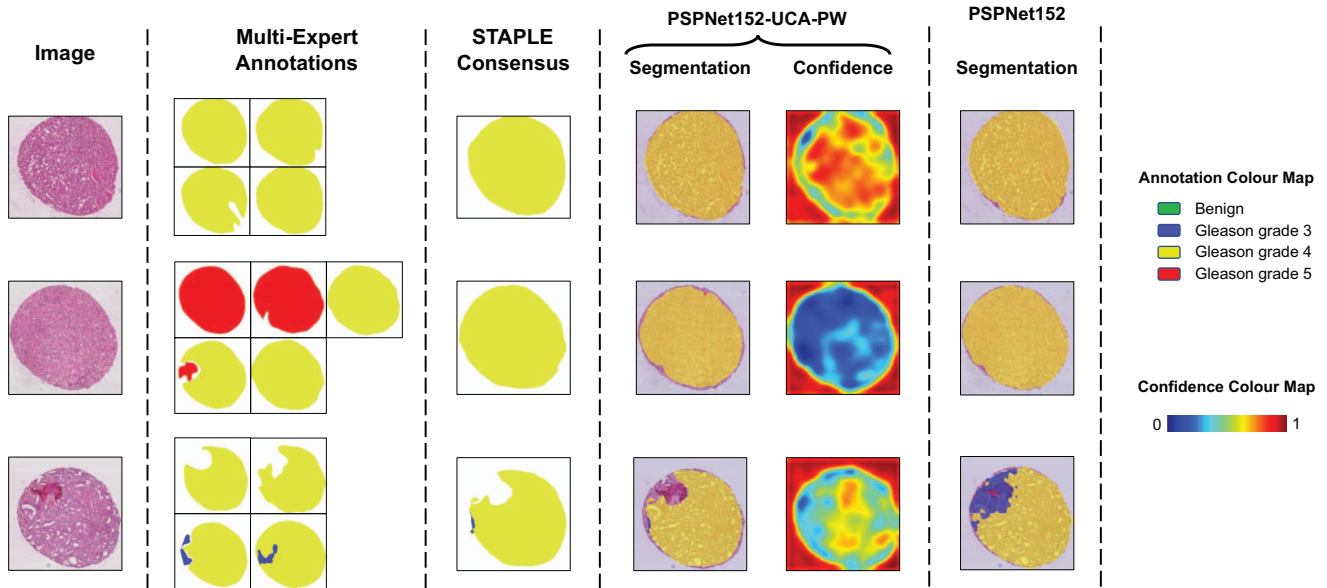 Image
Multi-Expert
Annotations
STAPLE
Consensus
PSPNet152-UCA-PW
Segmentation
Confidence
PSPNet152
Segmentation
Annotation Colour Map
Benign
Gleason grade 3
Gleason grade 4
Gleason grade 5
Confidence Colour Map
0 1